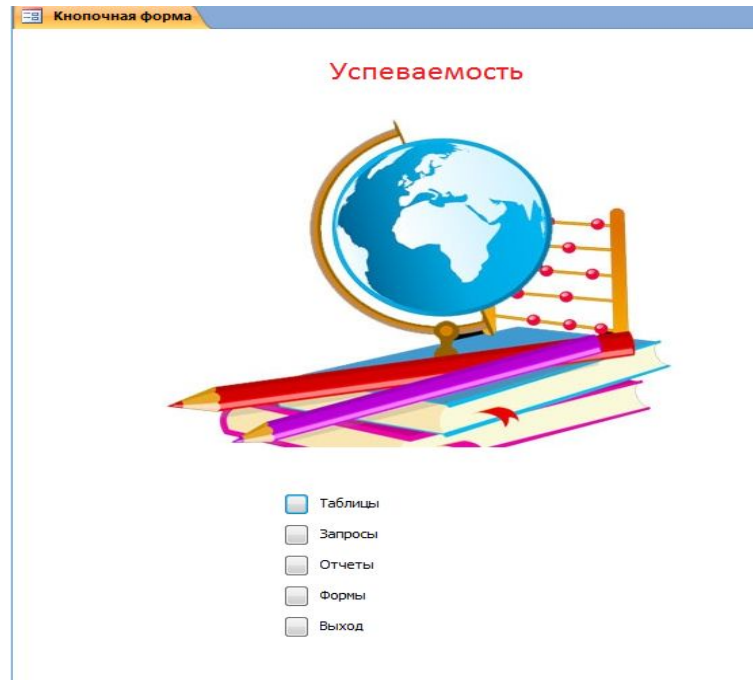 Кнопочная форма
Успеваемость
Таблицы
Запросы
Отчеты
Формы
Выход